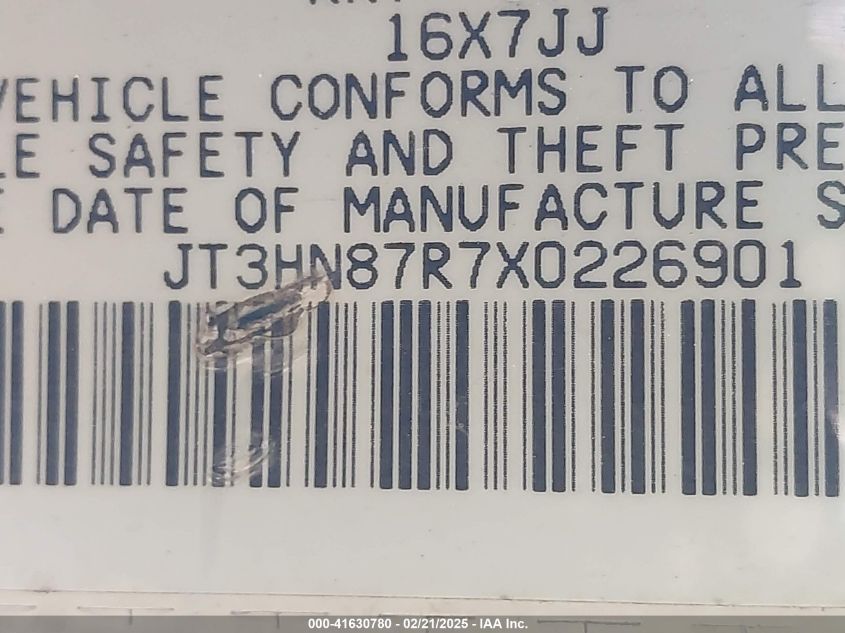 16X7JJ
VEHICLE CONFORMS TO ALL
LE SAFETY AND THEFT PRE
E DATE OF MANUFACTURE S
JT3HN87R7X0226901
000-41630780 - 02/21/2025 - IAA Inc.